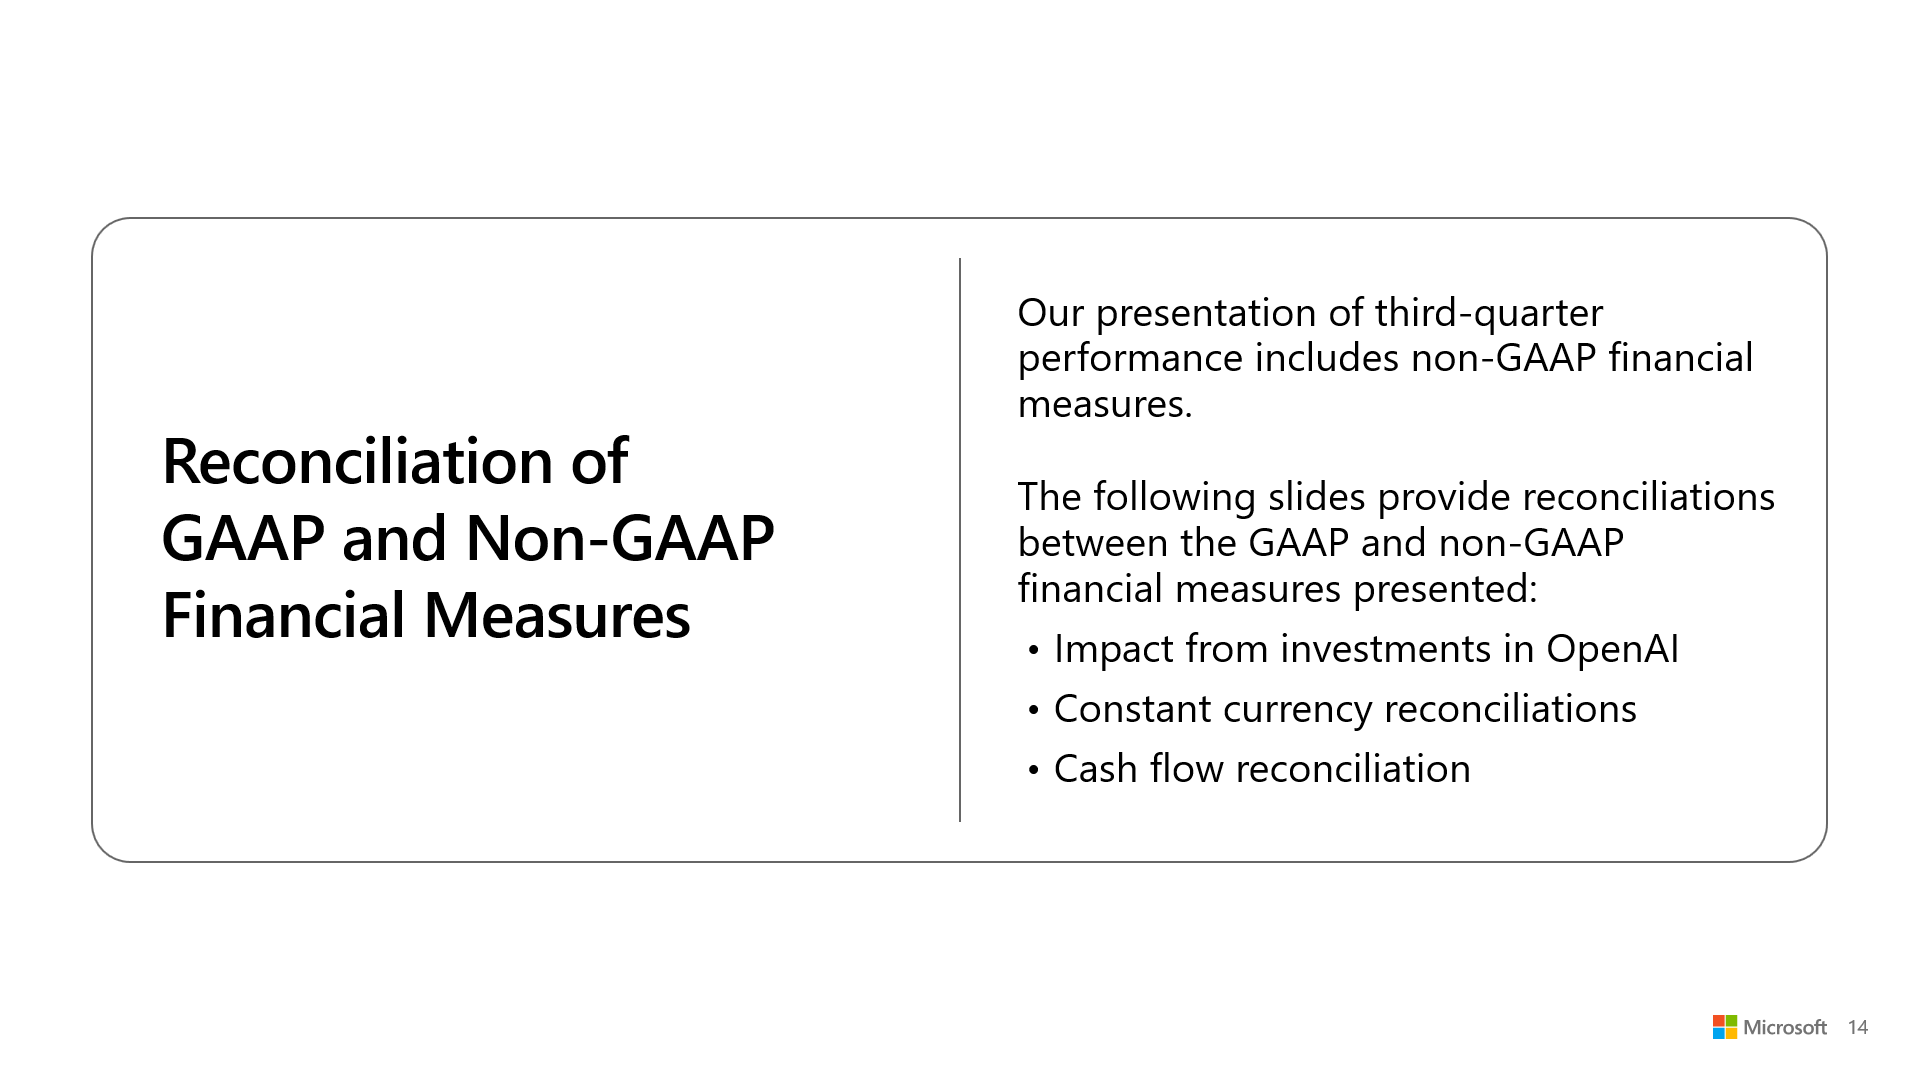 Reconciliation of
GAAP and Non-GAAP
Financial Measures
Our presentation of third-quarter
performance includes non-GAAP financial
measures.
The following slides provide reconciliations
between the GAAP and non-GAAP
financial measures presented:
• Impact from investments in OpenAI
• Constant currency reconciliations
• Cash flow reconciliation
Microsoft 14